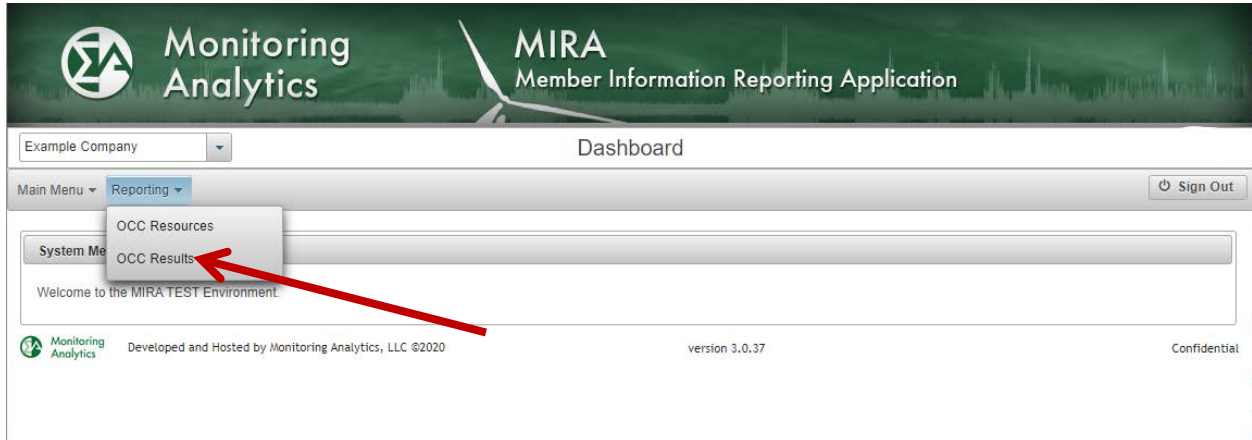 Monitoring
Analytics
MIRA
Member Information Reporting Application
Example Company
Dashboard
Main Menu
Reporting
Sign Out
OCC Resources
OCC Results
System Me
Welcome to the MIRA TEST Environment.
Monitoring
Analytics
Developed and Hosted by Monitoring Analytics, LLC ©2020
version 3.0.37
Confidential